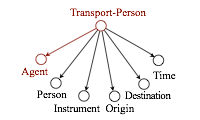 Transport-Person
Agent
Time
Person
Destination
Instrument
Origin